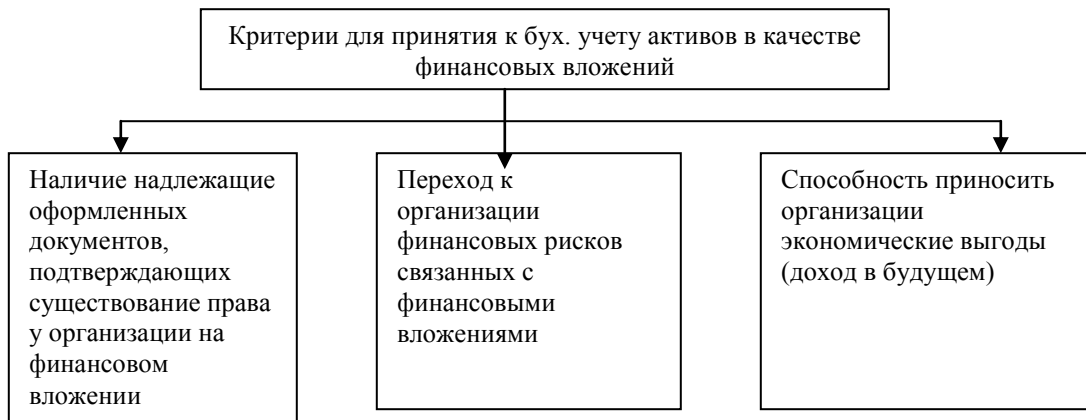 Критерии для принятия к бух. учету активов в качестве
финансовых вложений
Наличие надлежащие
оформленных
документов,
подтверждающих
существование права
у организации на
финансовом
вложении
Переход к
организации
финансовых рисков
связанных с
финансовыми
вложениями
Способность приносить
организации
экономические выгоды
(доход в будущем)